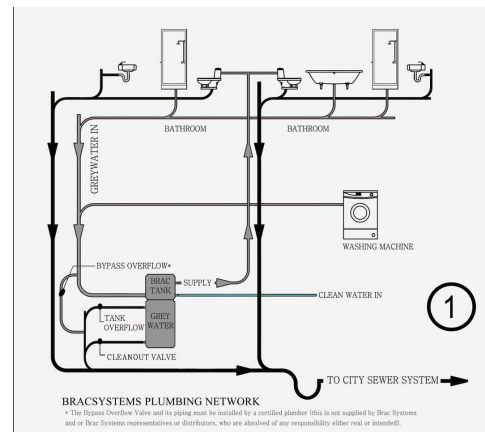 BATHROOM
BATHROOM
GREYWATER IN
WASHING MACHINE
BYPASS OVERFLOW*
BRAC
TANK
SUPPLY
CLEAN WATER IN
1
TANK
OVERFLOW
GREY
WATER
CLEANOUT VALVE
TO CITY SEWER SYSTEM
BRACSYSTEMS PLUMBING NETWORK
* The Bypass Overflow Valve and its piping must be installed by a certified plumber (this is not supplied by Brac Systems
and or Brac Systems representatives or distributors, who are absolved of any responsibility either real or intended).